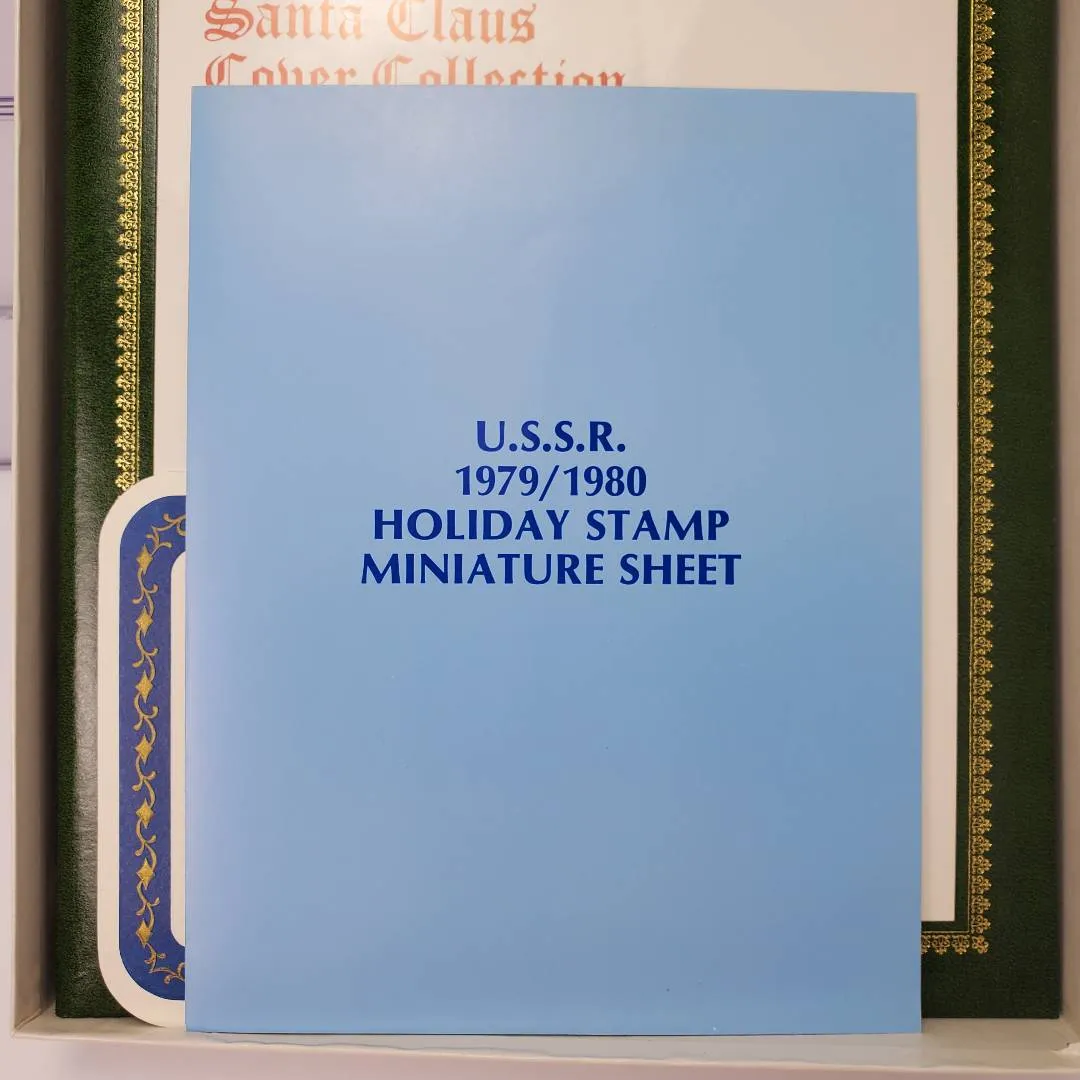 Santa Claus
Cover Collection
U.S.S.R.
1979/1980
HOLIDAY STAMP
MINIATURE SHEET